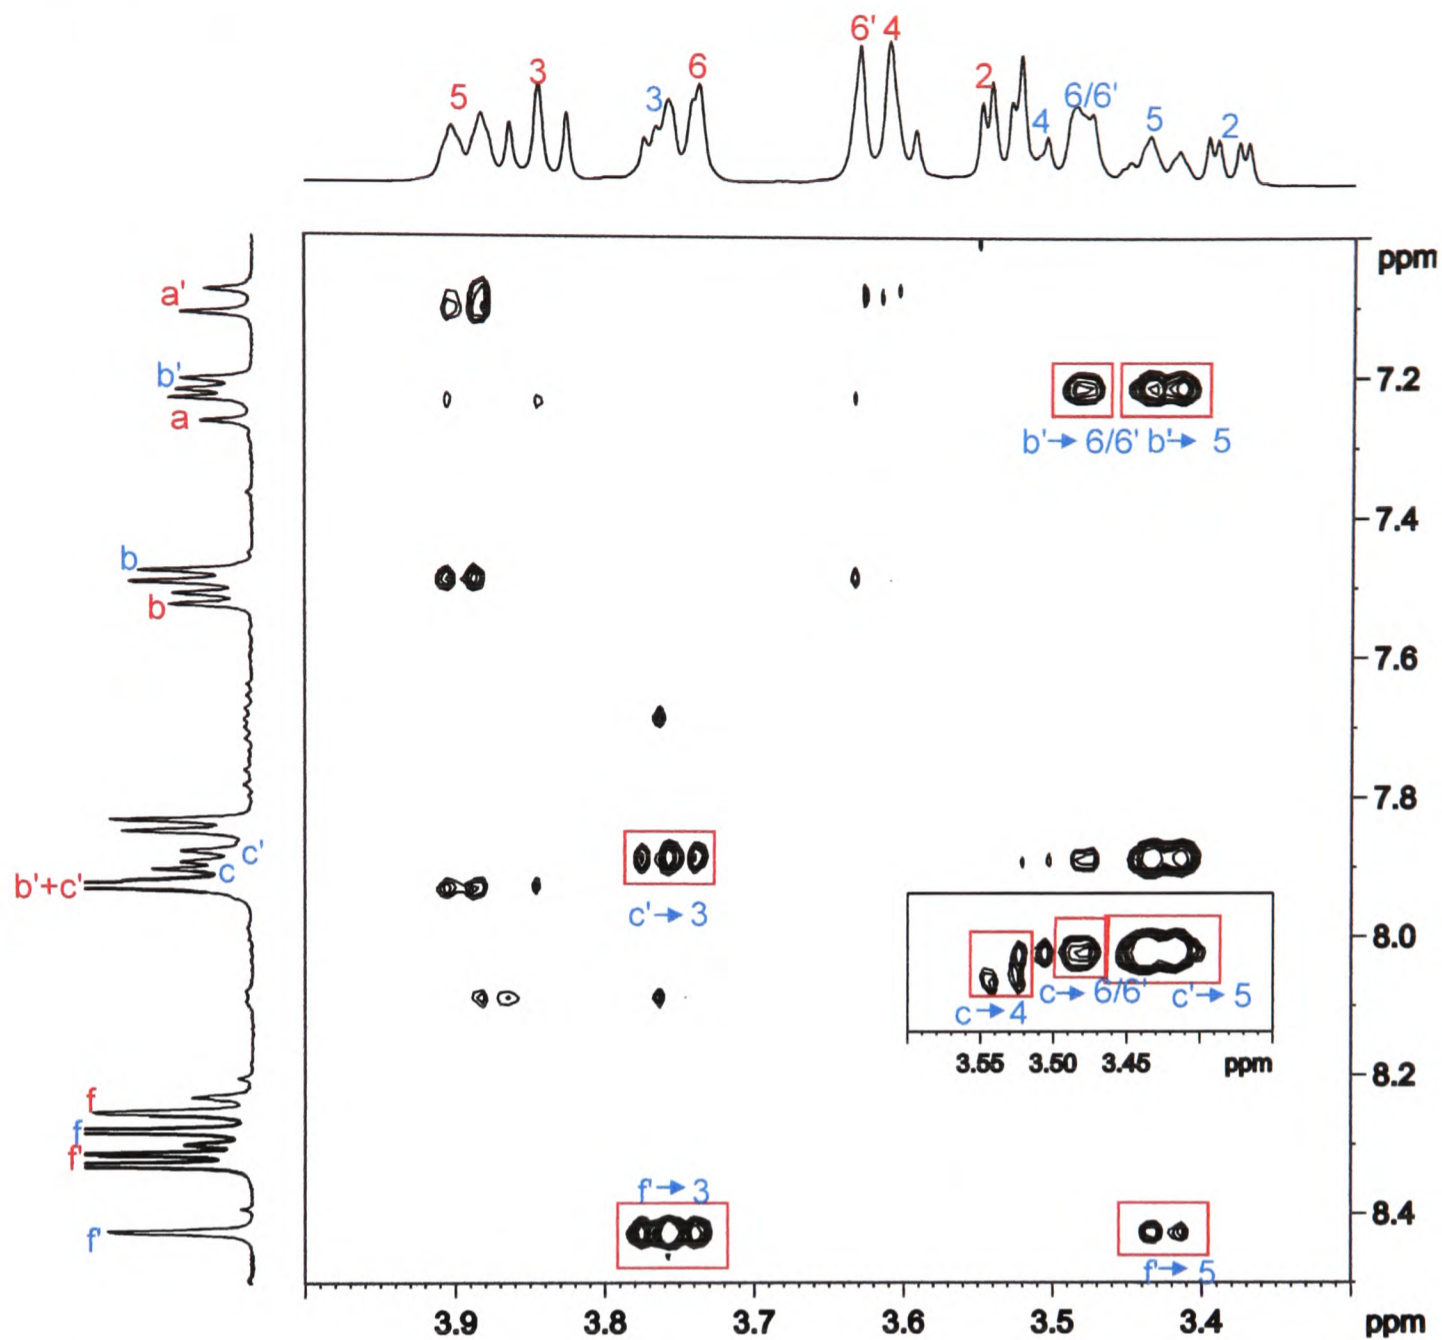 6' 4
3 6 2
5 3 6/6'
4 5 2
ppm
a'
b'
7.2
a
b'→ 6/6' b'→ 5
7.4
b
b
7.6
7.8
c'
c
b'+c'
c'→ 3
8.0
c→ 6/6' c'→ 5
c→ 4
3.55 3.50 3.45 ppm
8.2
f
f
f'
f'→ 3
8.4
f'
f'→ 5
3.9 3.8 3.7 3.6 3.5 3.4 ppm